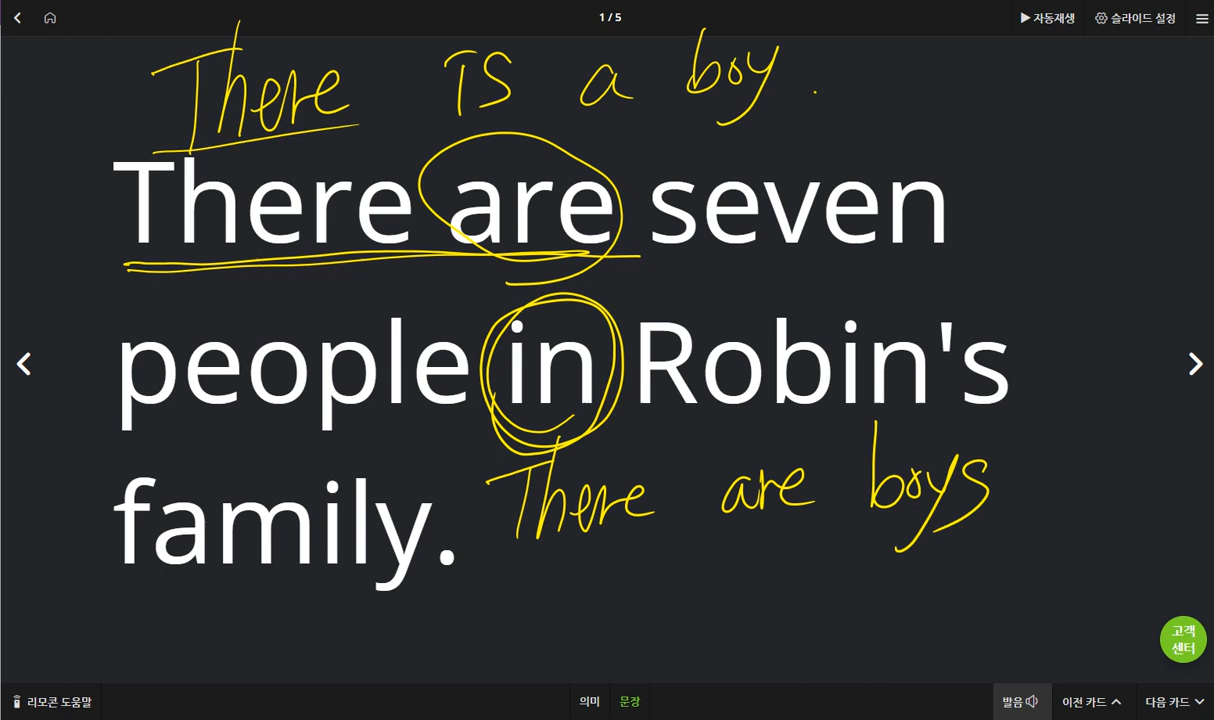 1 / 5
자동재생
슬라이드 설정
There is a boy.
There are seven
people in Robin's
family.
There are boys
고객
센터
리모콘 도움말
의미
문장
발음
이전 카드
다음 카드